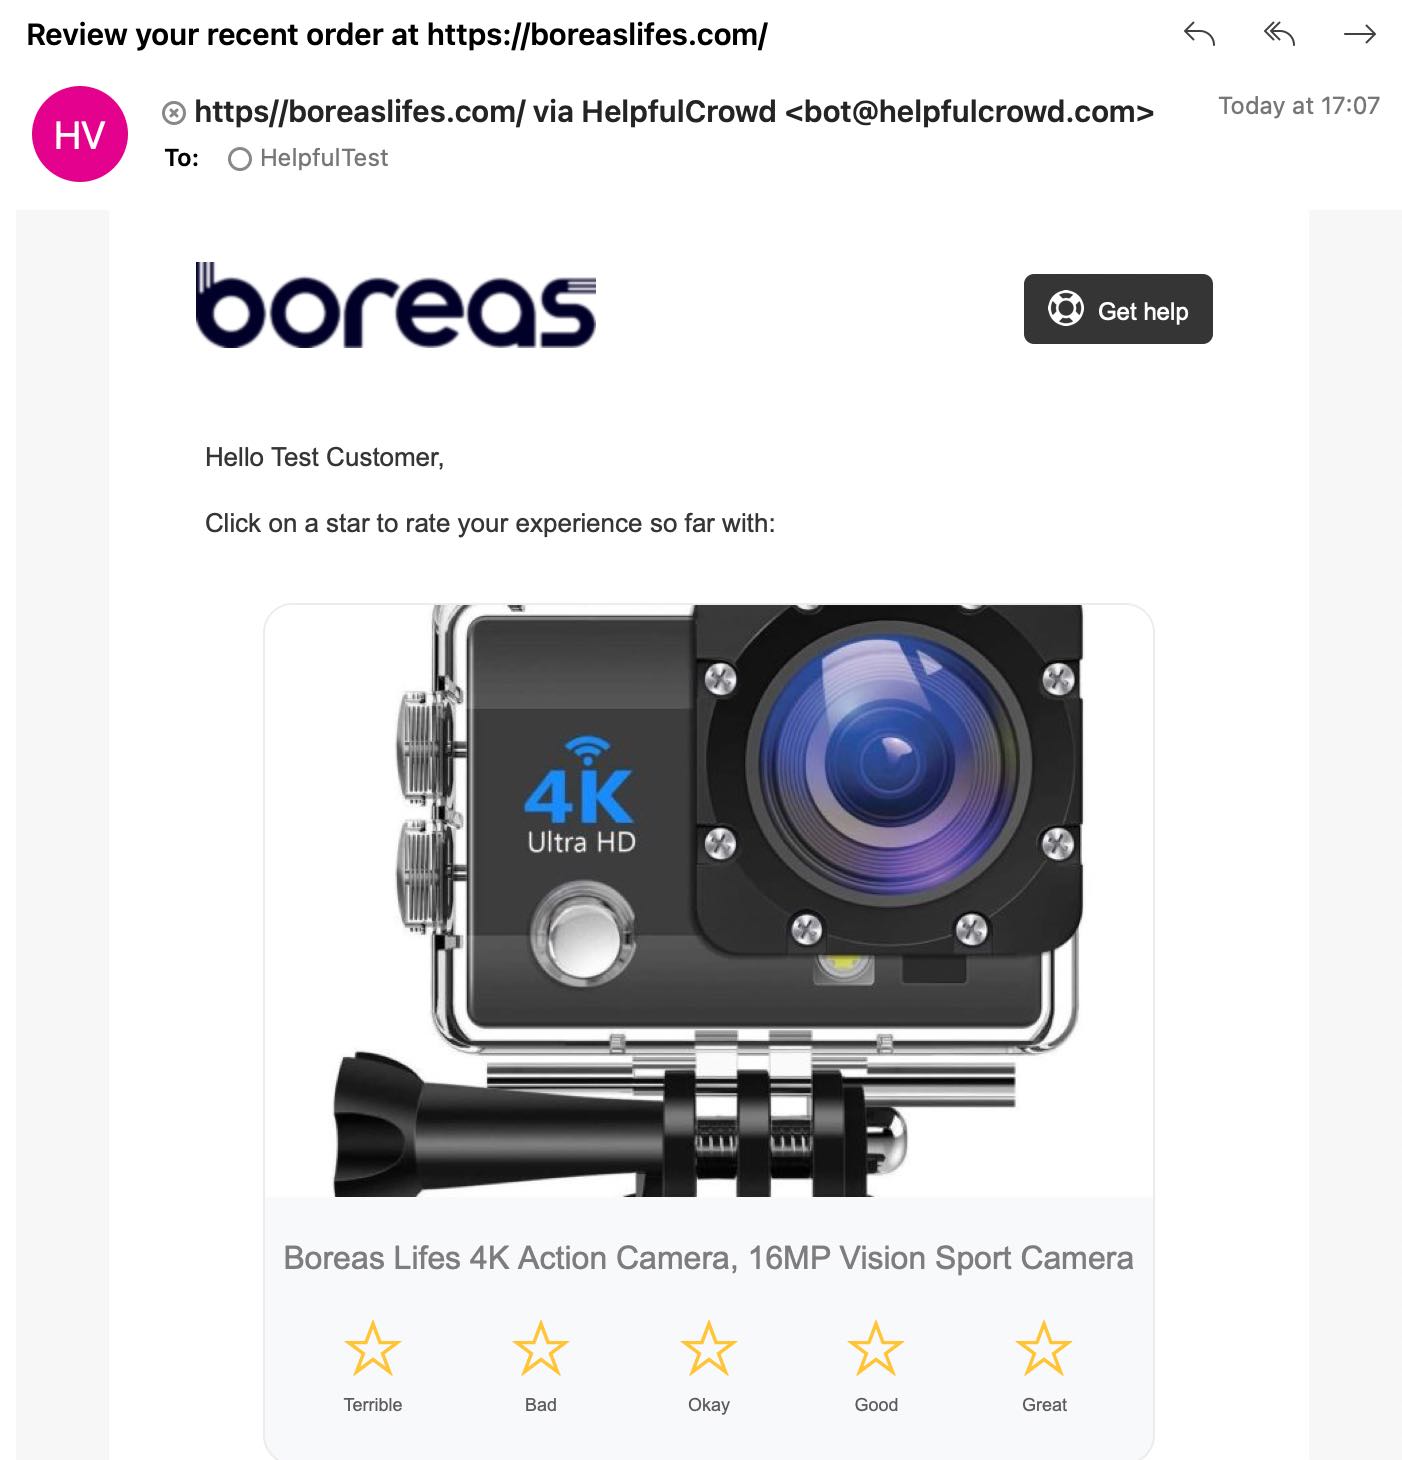 Review your recent order at https://boreaslifes.com/
HV
https//boreaslifes.com/ via HelpfulCrowd <bot@helpfulcrowd.com>
Today at 17:07
To: HelpfulTest
boreas
Get help
Hello Test Customer,
Click on a star to rate your experience so far with:
4K
Ultra HD
Boreas Lifes 4K Action Camera, 16MP Vision Sport Camera
Terrible
Bad
Okay
Good
Great